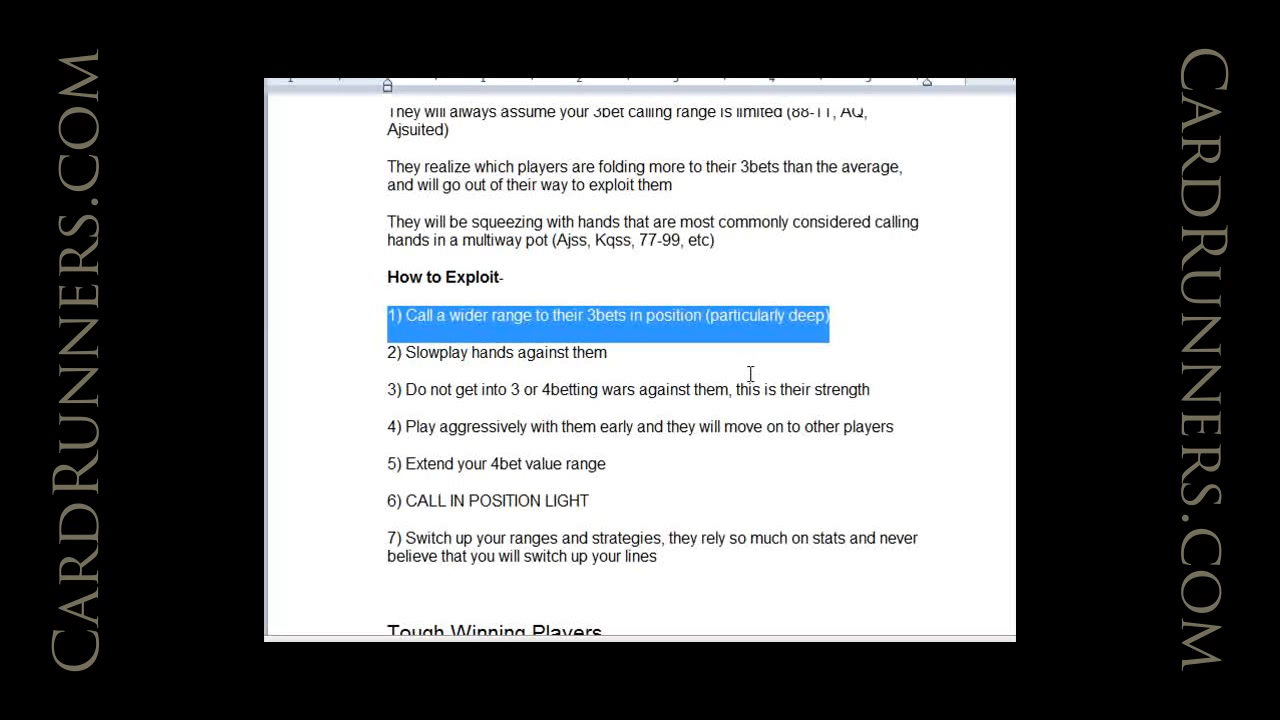 CARDRUNNERS.COM
1 1 2 3 4 5
They will always assume your 3bet calling range is limited (88-11, AQ,
Ajsuited)
They realize which players are folding more to their 3bets than the average,
and will go out of their way to exploit them
They will be squeezing with hands that are most commonly considered calling
hands in a multiway pot (Ajss, Kqss, 77-99, etc)
How to Exploit-
1) Call a wider range to their 3bets in position (particularly deep)
2) Slowplay hands against them
3) Do not get into 3 or 4betting wars against them, this is their strength
4) Play aggressively with them early and they will move on to other players
5) Extend your 4bet value range
6) CALL IN POSITION LIGHT
7) Switch up your ranges and strategies, they rely so much on stats and never
believe that you will switch up your lines
Tough Winning Players
CARDRUNNERS.COM